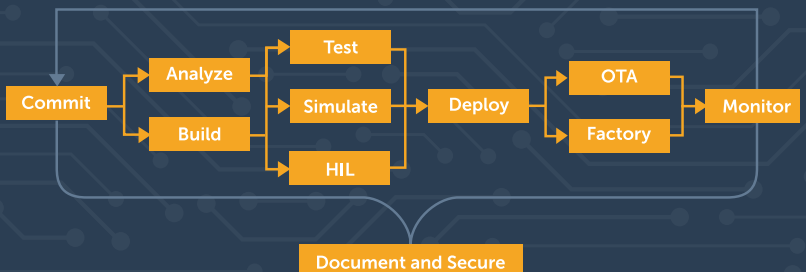 Commit
Analyze
Build
Test
Simulate
HIL
Deploy
OTA
Factory
Monitor
Document and Secure